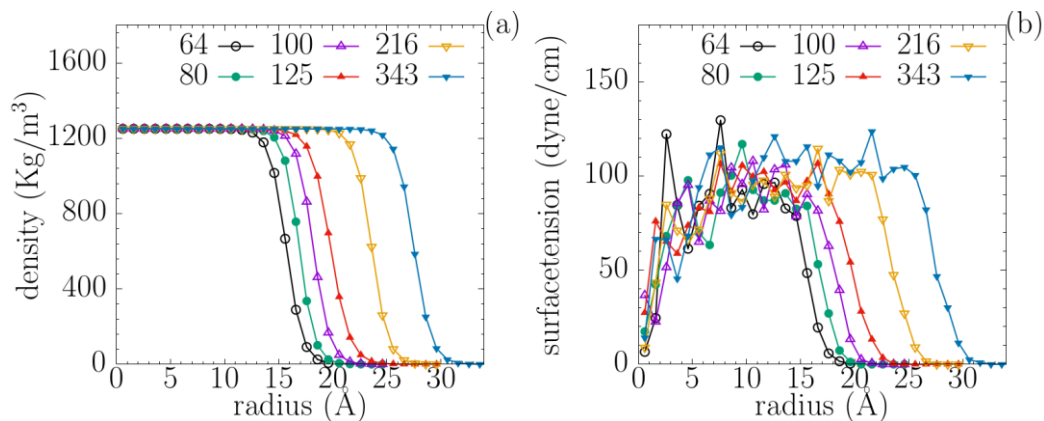 (a)
64 100 216
80 125 343
density (Kg/m³)
1600
1200
800
400
0
0 5 10 15 20 25 30
radius (Å)
(b)
64 100 216
80 125 343
surfacetension (dyne/cm)
150
100
50
0
0 5 10 15 20 25 30
radius (Å)